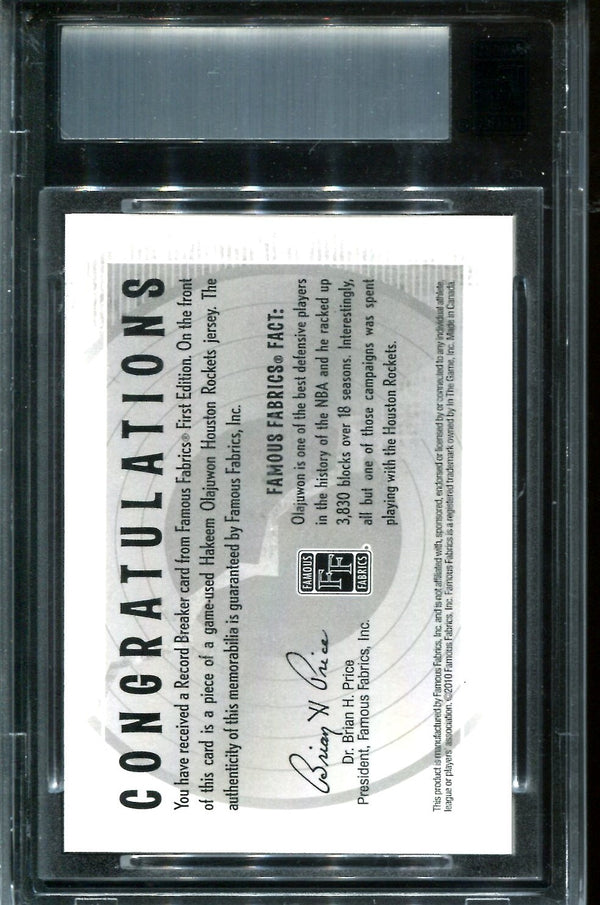 CONGRATULATIONS
You have received a Record Breaker card from Famous Fabrics® First Edition. On the front
of this card is a piece of a game-used Hakeem Olajuwon Houston Rockets jersey. The
authenticity of this memorabilia is guaranteed by Famous Fabrics, Inc.
FAMOUS FABRICS® FACT:
Olajuwon is one of the best defensive players
in the history of the NBA and he racked up
3,830 blocks over 18 seasons. Interestingly,
all but one of those campaigns was spent
playing with the Houston Rockets.
FAMOUS
FF
FABRICS
®
Brian H Price
Dr. Brian H. Price
President, Famous Fabrics, Inc.
This product is manufactured by Famous Fabrics, Inc. and is not affiliated with, sponsored, endorsed or licensed by or connected to any individual athlete,
league or players' association. ©2010 Famous Fabrics, Inc. Famous Fabrics is a registered trademark owned by In The Game, Inc. Made in Canada.